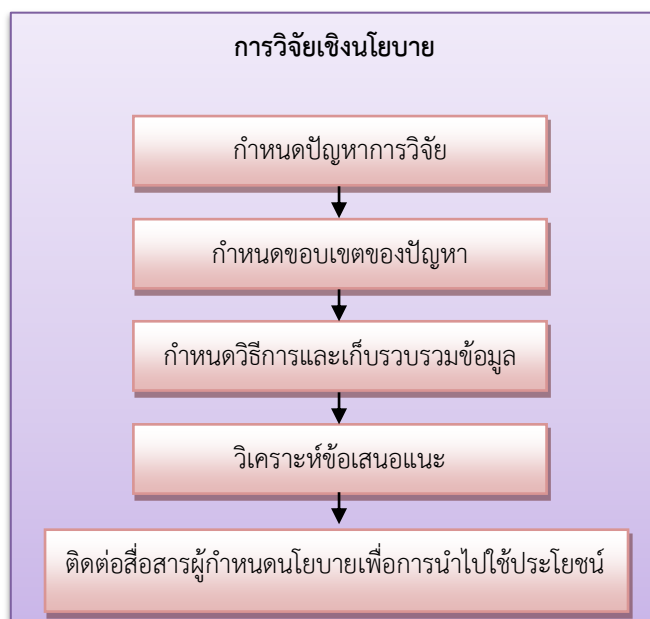 การวิจัยเชิงนโยบาย
กำหนดปัญหาการวิจัย
กำหนดขอบเขตของปัญหา
กำหนดวิธีการและเก็บรวบรวมข้อมูล
วิเคราะห์ข้อเสนอแนะ
ติดต่อสื่อสารผู้กำหนดนโยบายเพื่อการนำไปใช้ประโยชน์